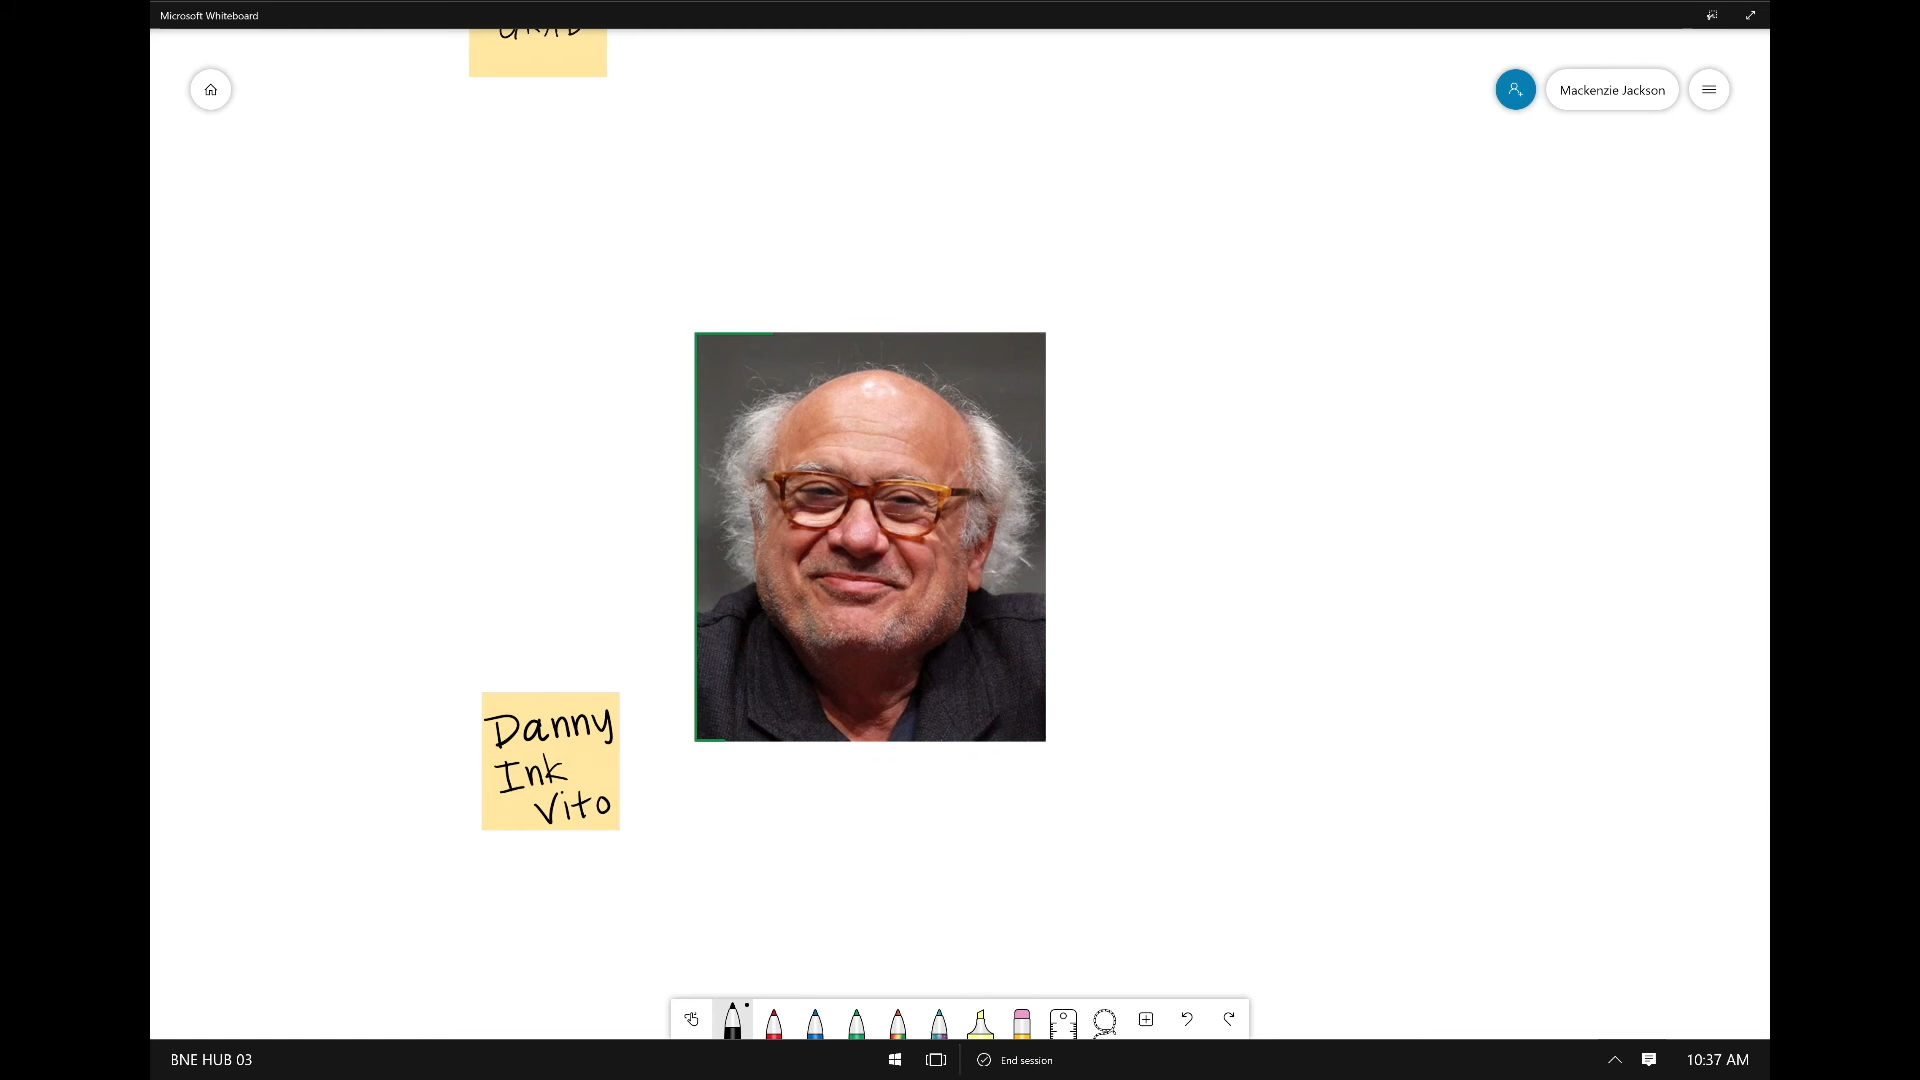 Microsoft Whiteboard
Mackenzie Jackson
Danny
Ink
Vito
BNE HUB 03
End session
10:37 AM